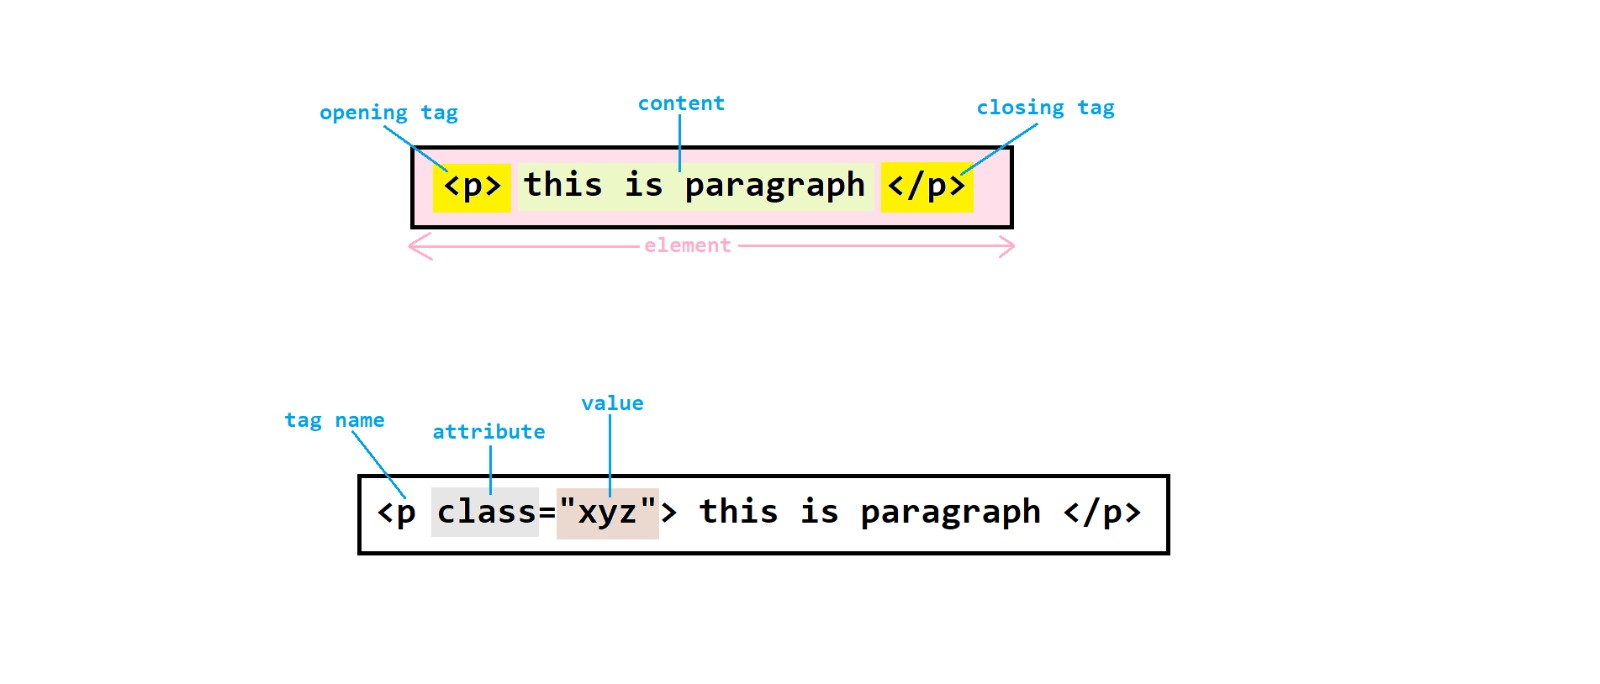 opening tag
content
closing tag
<p> this is paragraph </p>
element
tag name
attribute
value
<p class="xyz"> this is paragraph </p>